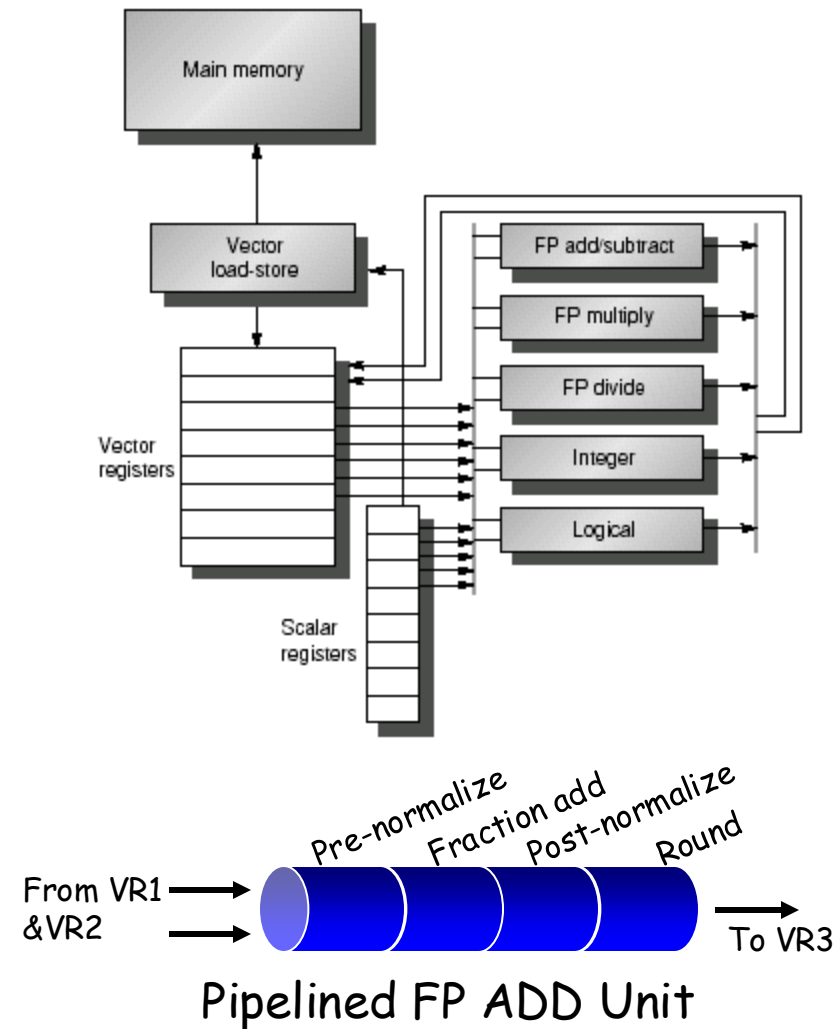 Main memory
Vector
load-store
FP add/subtract
FP multiply
FP divide
Integer
Logical
Vector
registers
Scalar
registers
Pre-normalize
Fraction add
Post-normalize
Round
From VR1
&VR2
To VR3
Pipelined FP ADD Unit